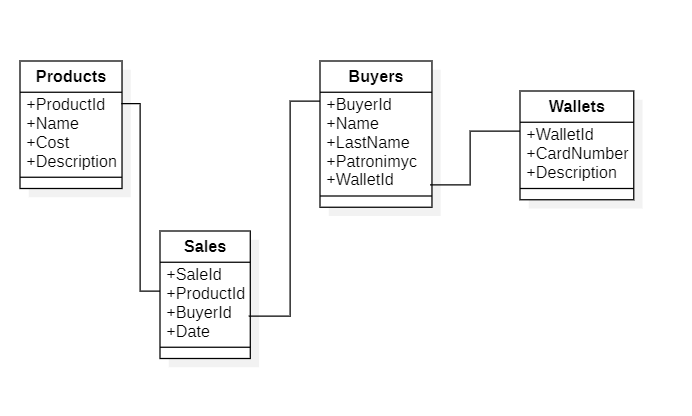 Products
+ProductId
+Name
+Cost
+Description
Sales
+SaleId
+ProductId
+BuyerId
+Date
Buyers
+BuyerId
+Name
+LastName
+Patronimyc
+WalletId
Wallets
+WalletId
+CardNumber
+Description